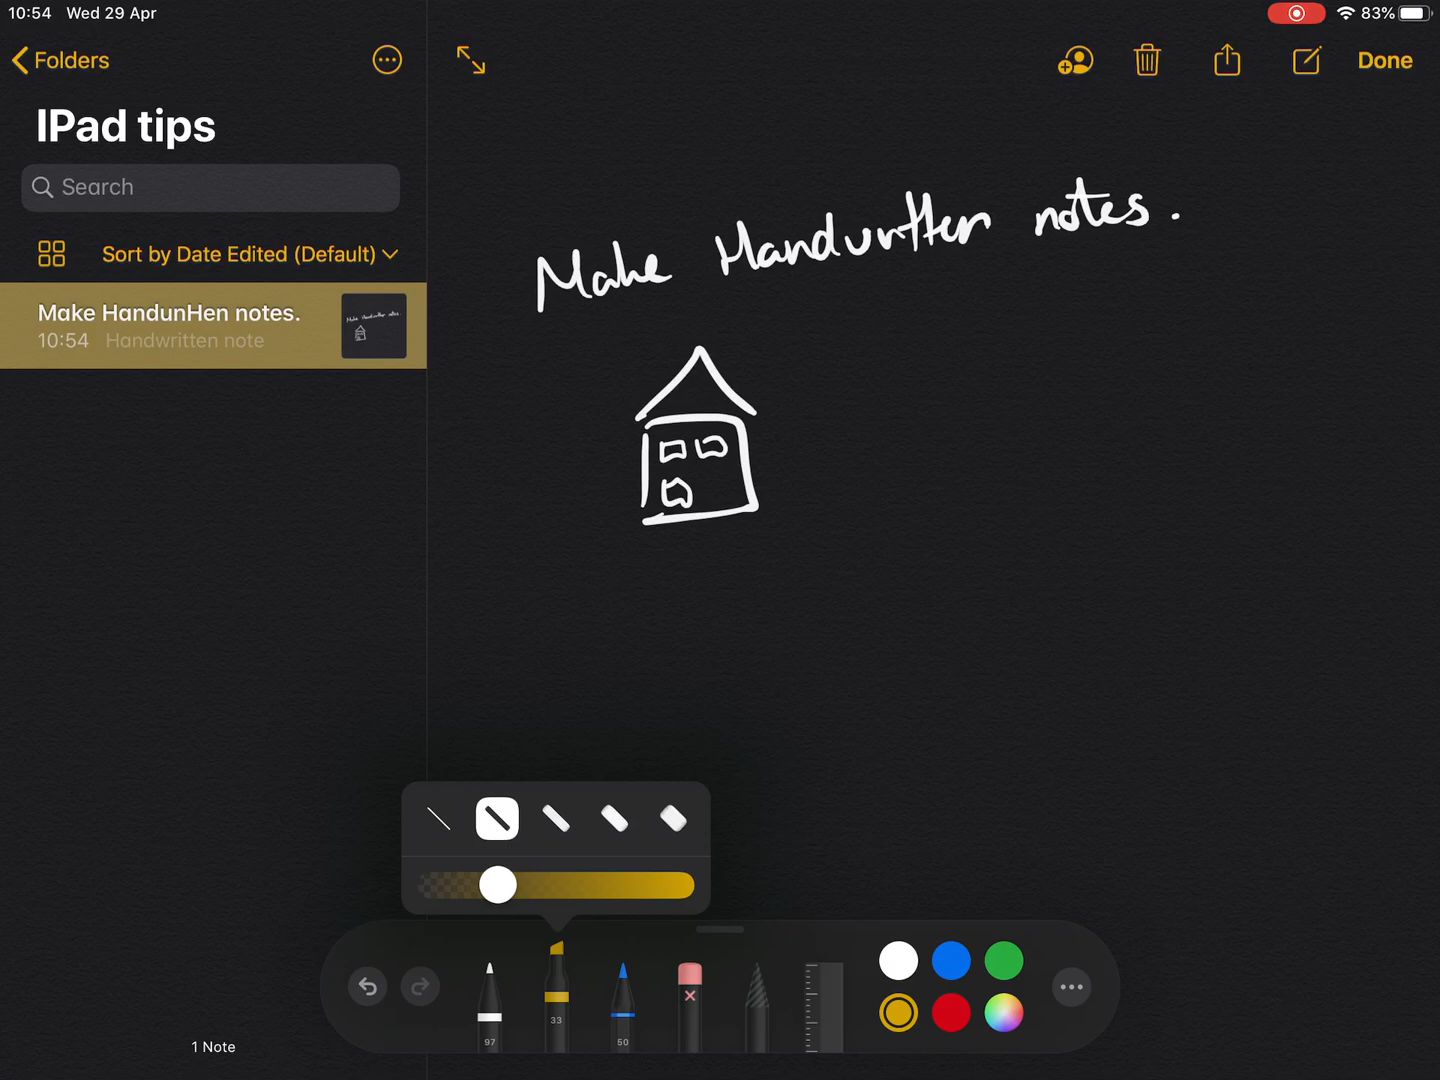 10:54 Wed 29 Apr
83%
Folders
Done
IPad tips
Search
Sort by Date Edited (Default)
Make HandunHen notes.
10:54 Handwritten note
Make Handwritten notes.
33
97
50
1 Note